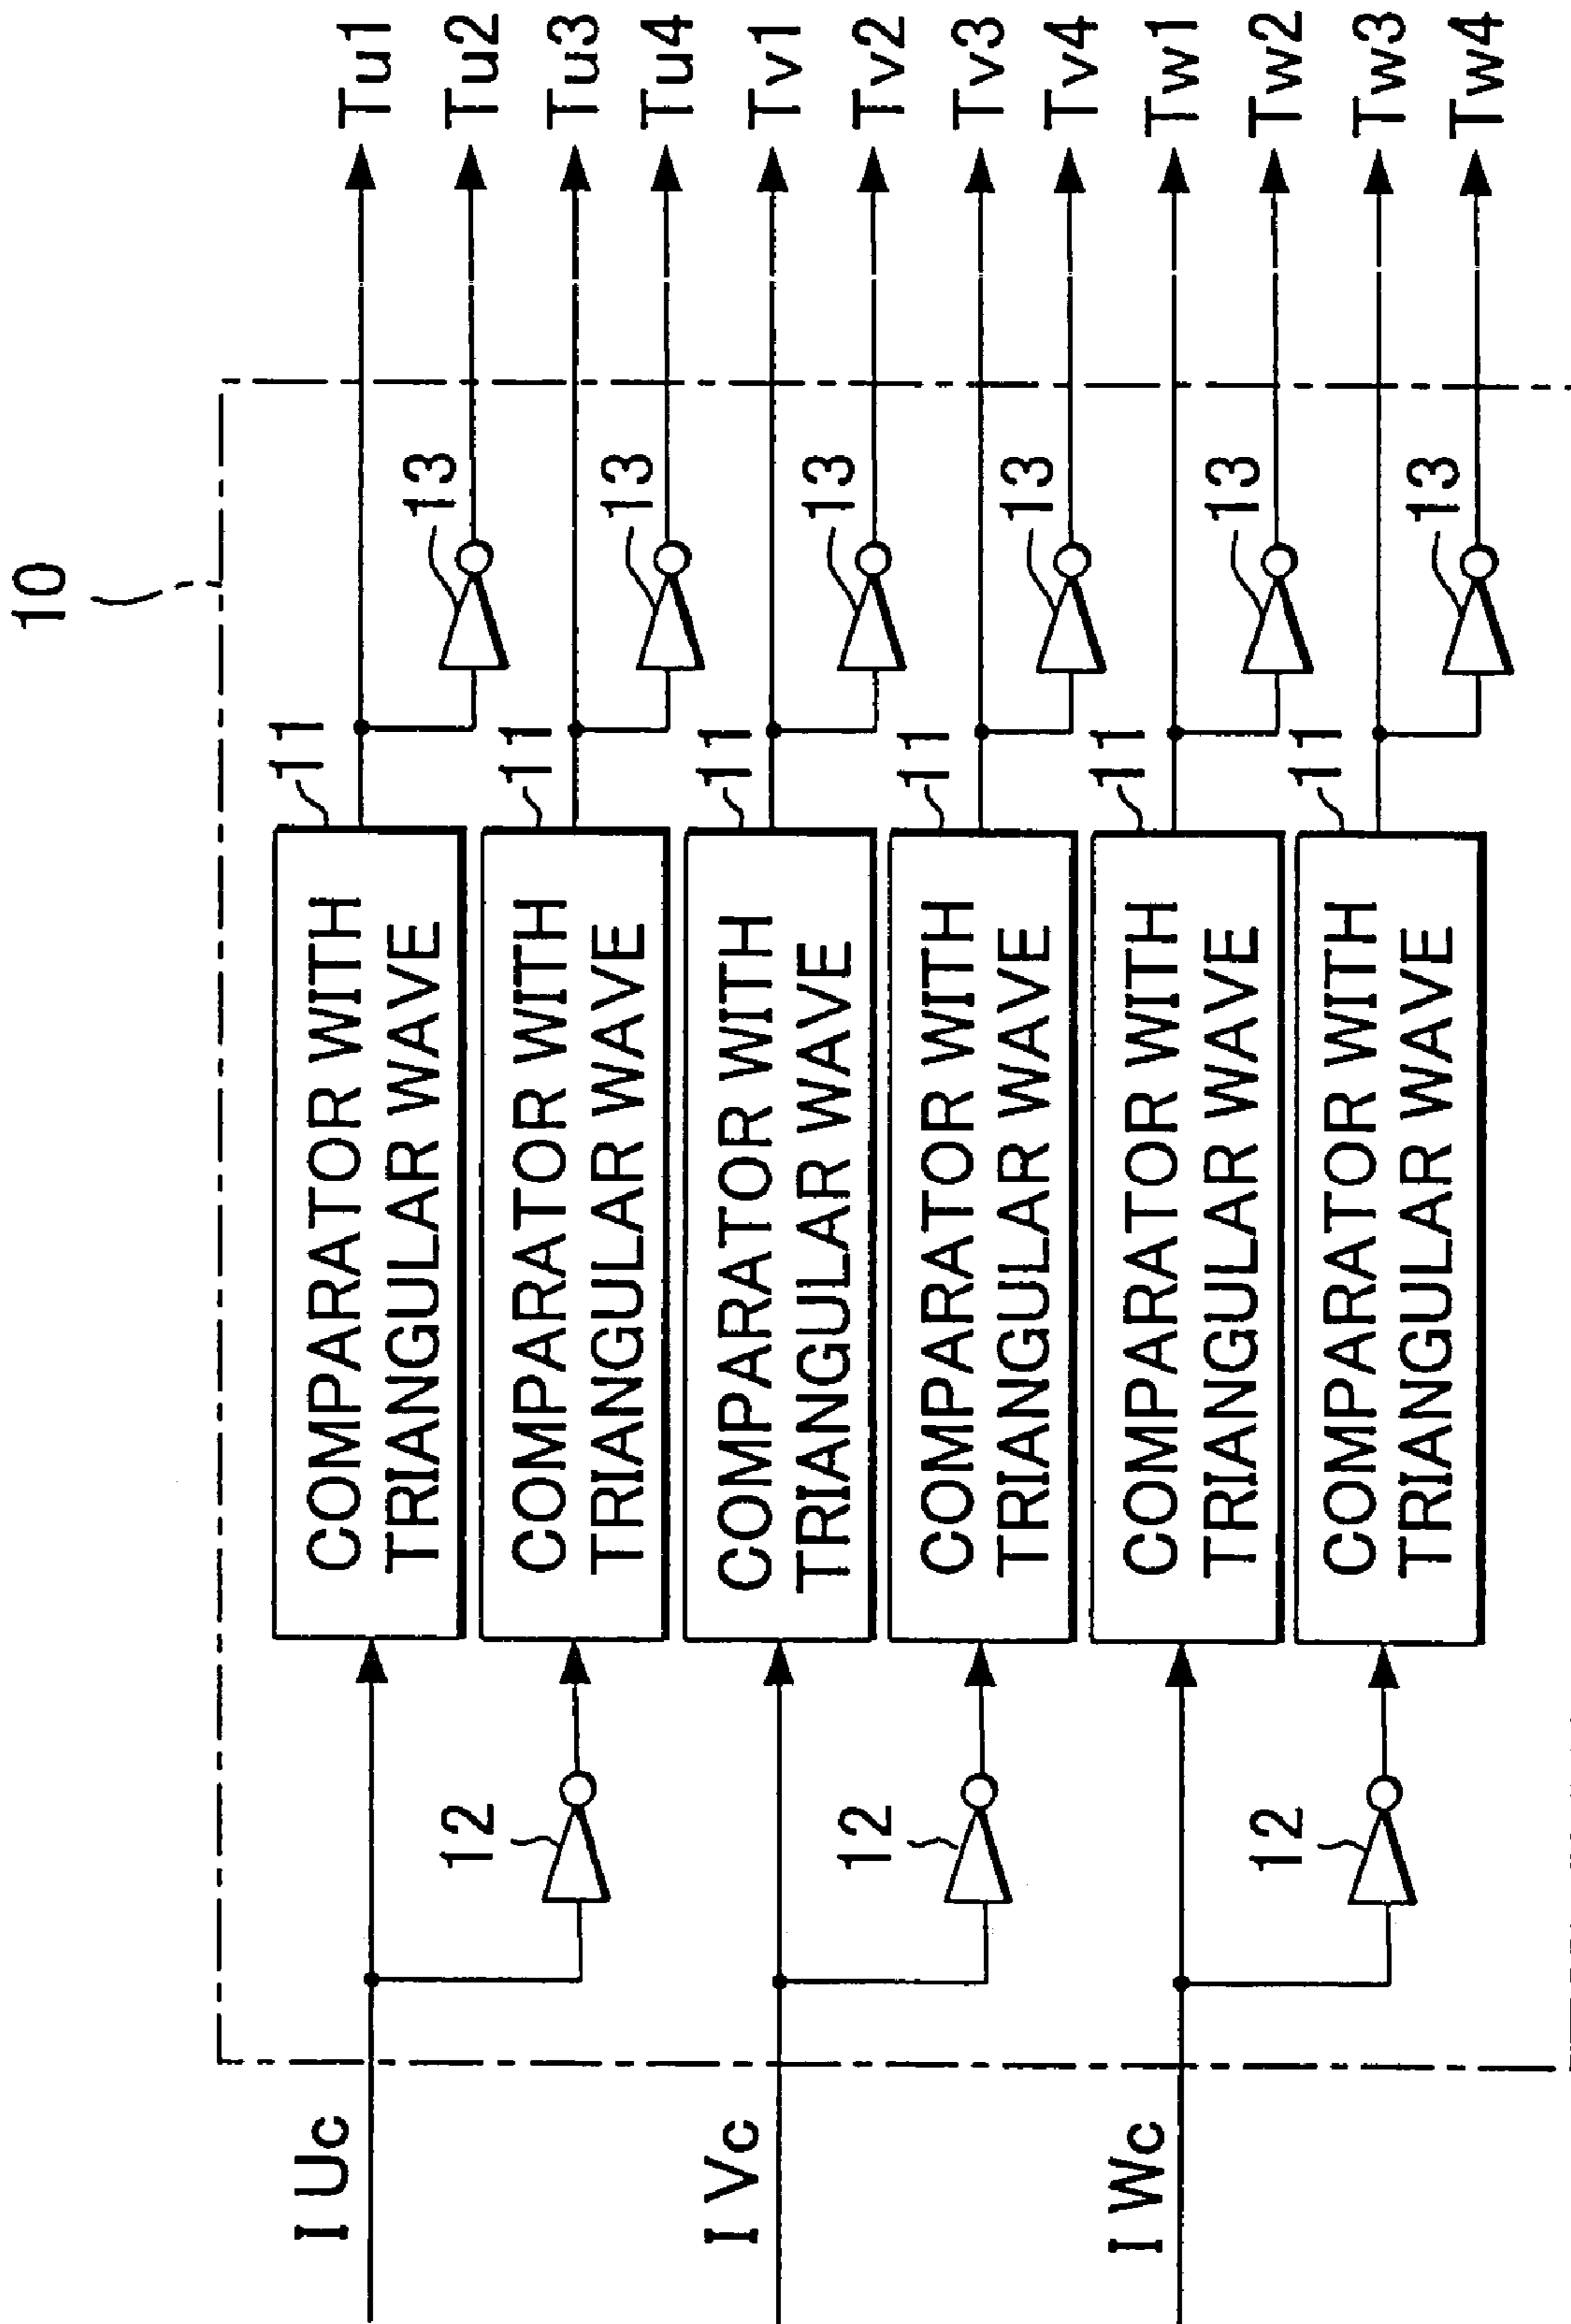 10
I Uc
12
11
COMPARATOR WITH
TRIANGULAR WAVE
13
Tu1
Tu2
11
COMPARATOR WITH
TRIANGULAR WAVE
13
Tu3
Tu4
I Vc
12
11
COMPARATOR WITH
TRIANGULAR WAVE
13
Tv1
Tv2
11
COMPARATOR WITH
TRIANGULAR WAVE
13
Tv3
Tv4
I Wc
12
11
COMPARATOR WITH
TRIANGULAR WAVE
13
Tw1
Tw2
11
COMPARATOR WITH
TRIANGULAR WAVE
13
Tw3
Tw4